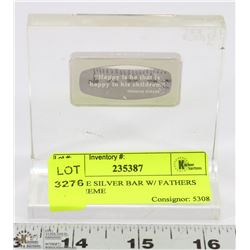 "Happy is he that is
happy in his children."
Inventory #:
LOT 235387
3276 E SILVER BAR W/ FATHERS
EME
Consignor: 5308